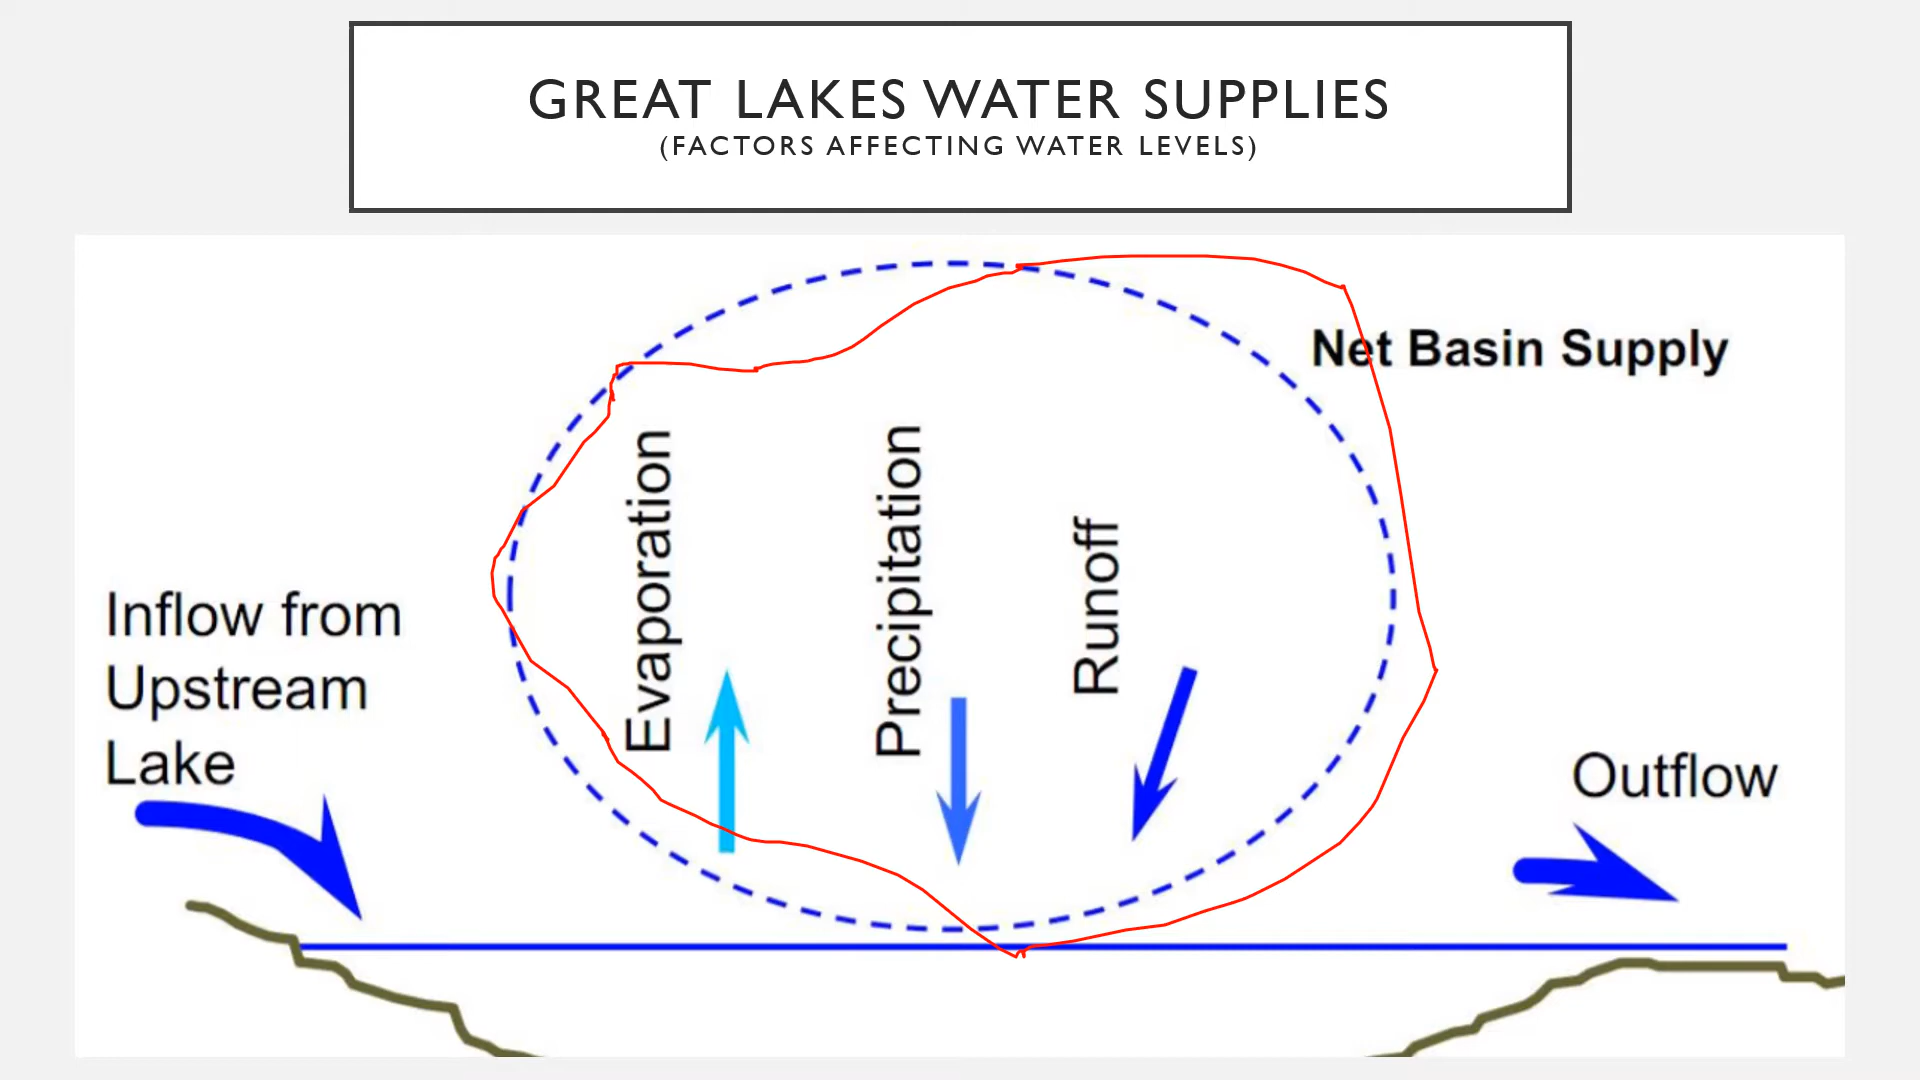 GREAT LAKES WATER SUPPLIES
(FACTORS AFFECTING WATER LEVELS)
Net Basin Supply
Evaporation
Precipitation
Runoff
Inflow from
Upstream
Lake
Outflow